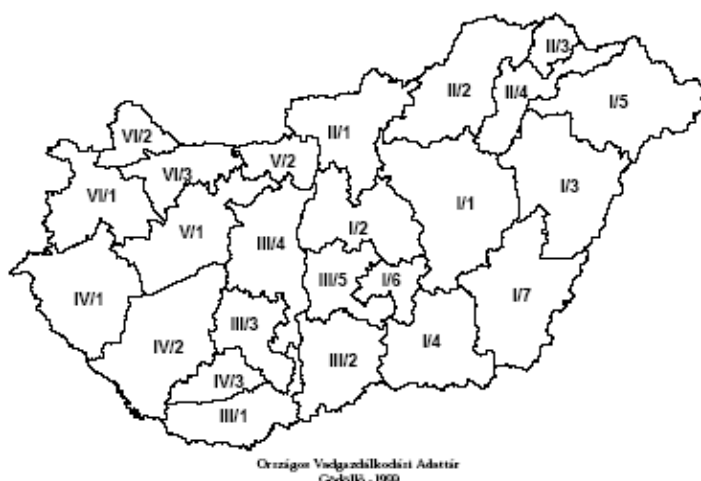 II/3
II/2
II/4
I/5
VI/2
II/1
V/2
VI/3
I/3
VI/1
I/1
V/1
I/2
III/4
III/5
I/6
I/7
IV/1
III/3
I/4
IV/2
III/2
IV/3
III/1
Országos Vadgazdálkodási Adattár
Gödöllő - 1999